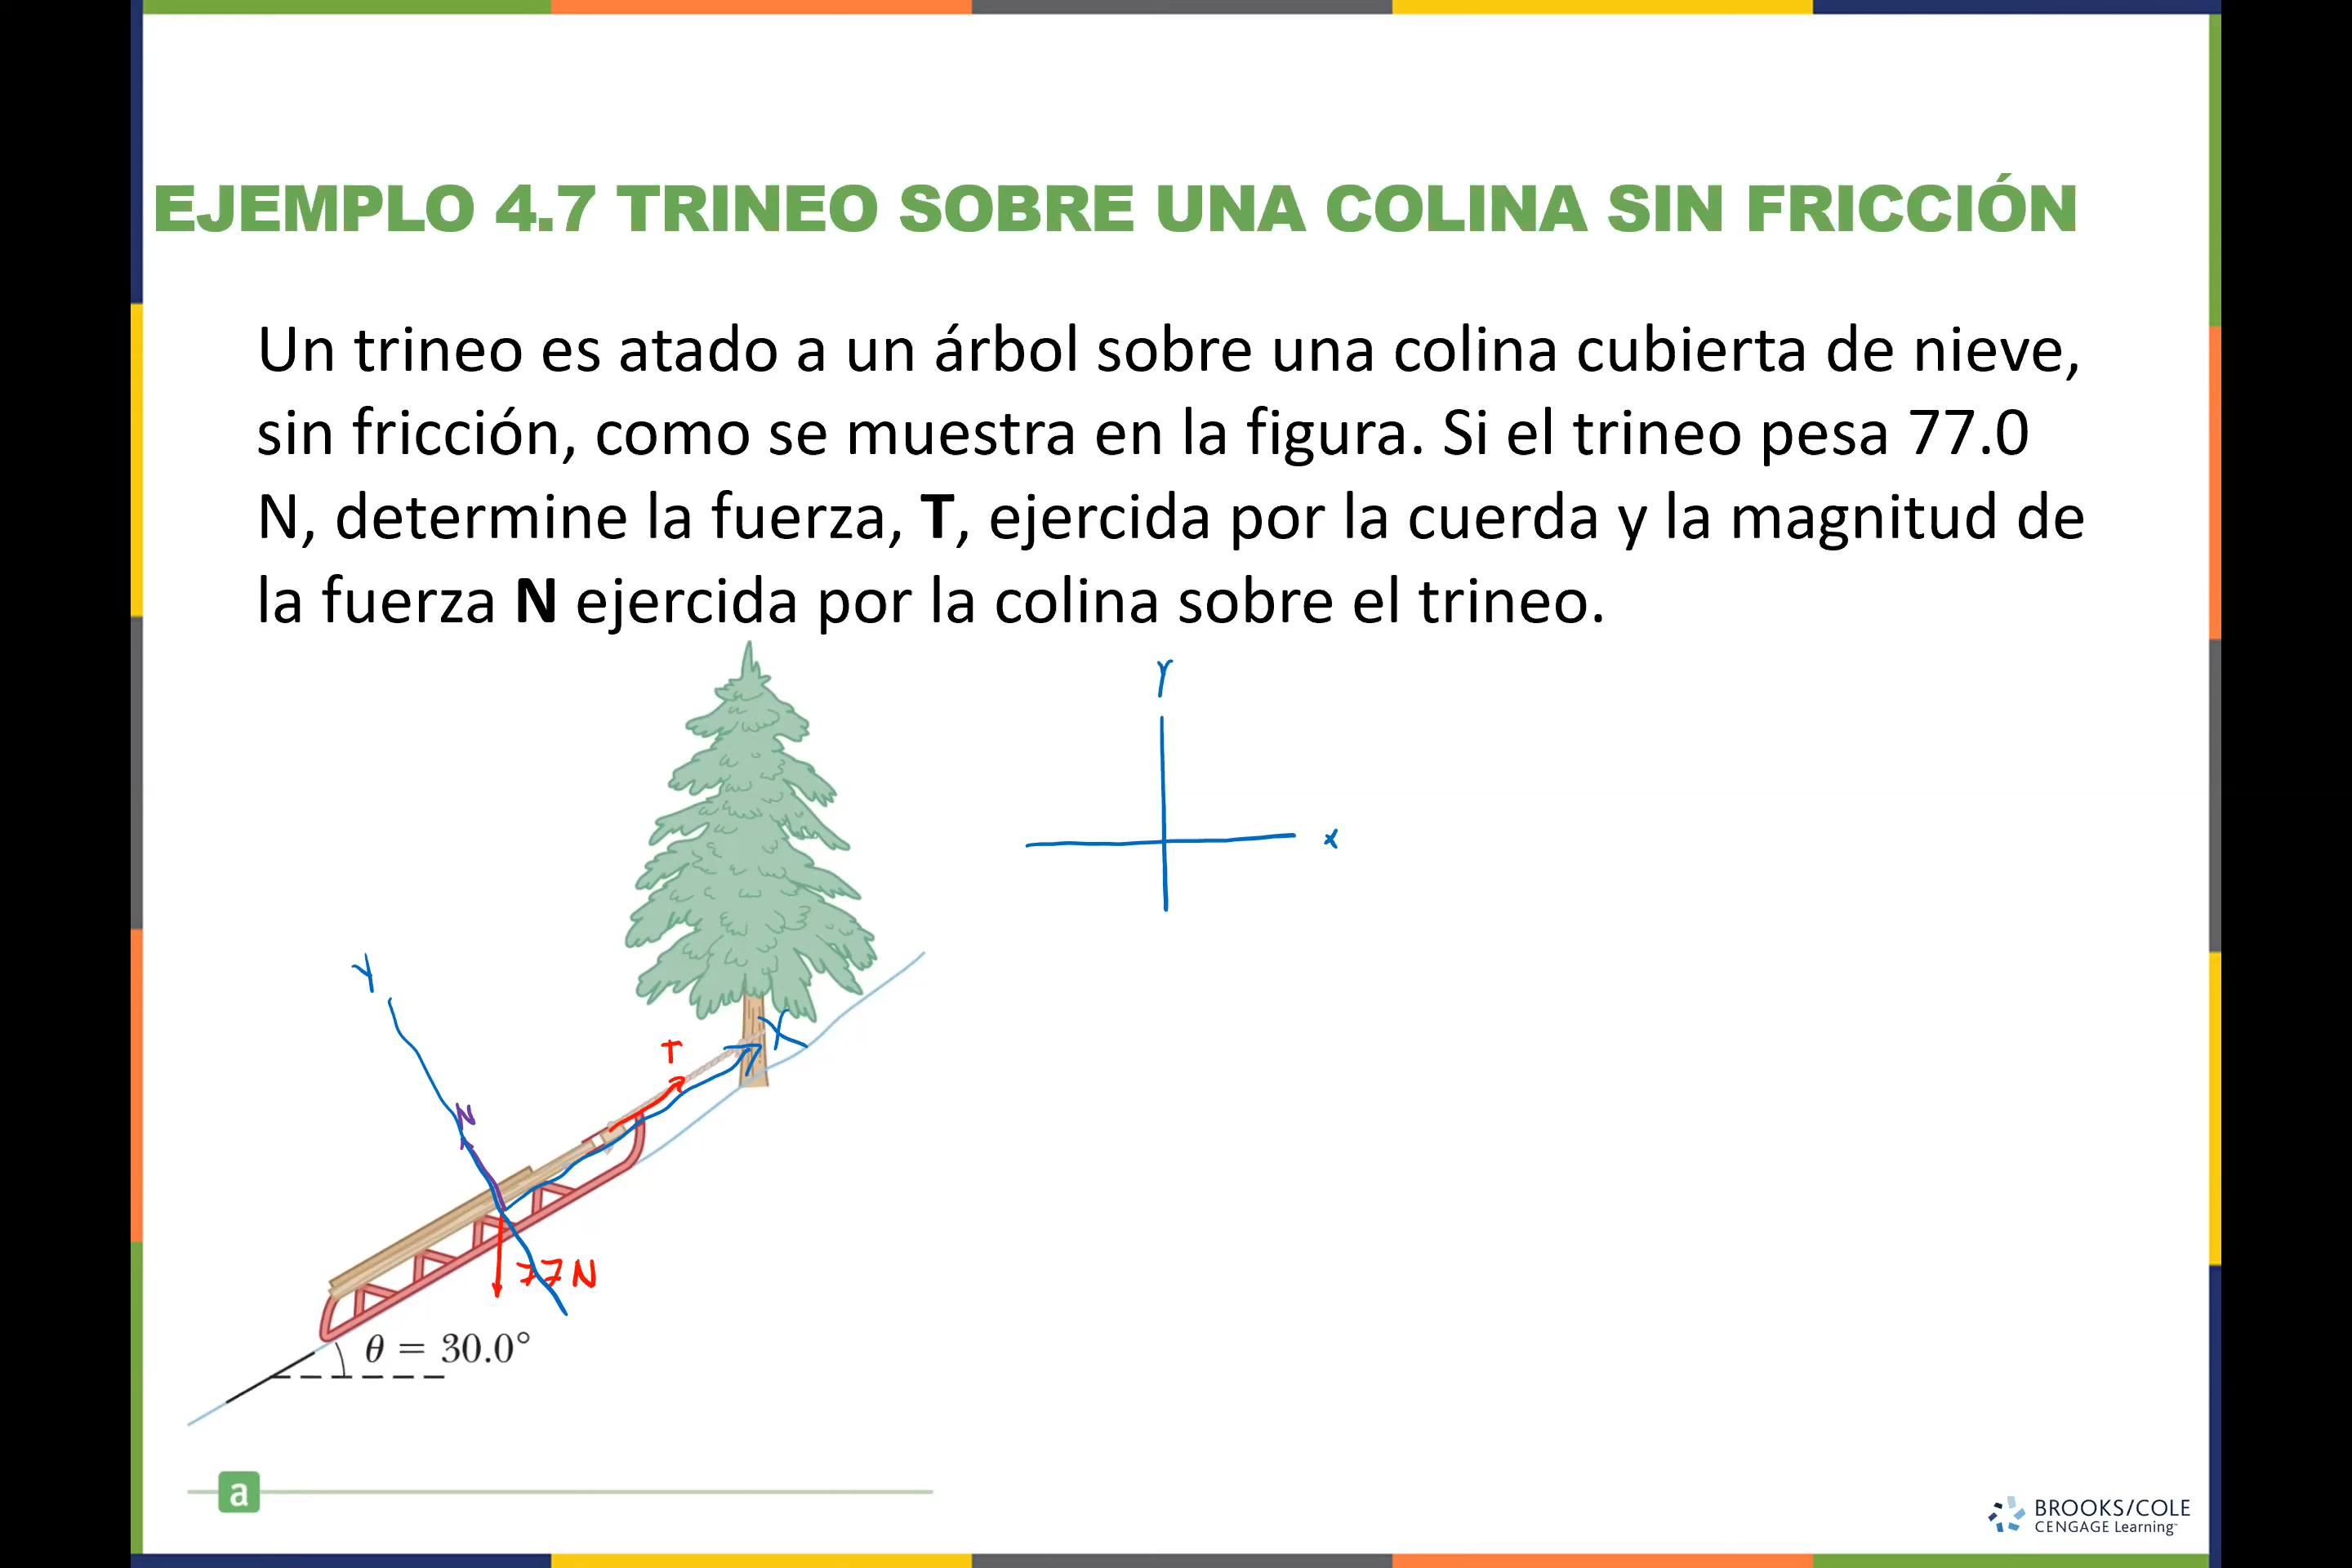 EJEMPLO 4.7 TRINEO SOBRE UNA COLINA SIN FRICCIÓN
Un trineo es atado a un árbol sobre una colina cubierta de nieve,
sin fricción, como se muestra en la figura. Si el trineo pesa 77.0
N, determine la fuerza, T, ejercida por la cuerda y la magnitud de
la fuerza N ejercida por la colina sobre el trineo.
Y
x
Y
X
T
N
77N
θ = 30.0°
a
BROOKS/COLE
CENGAGE Learning™